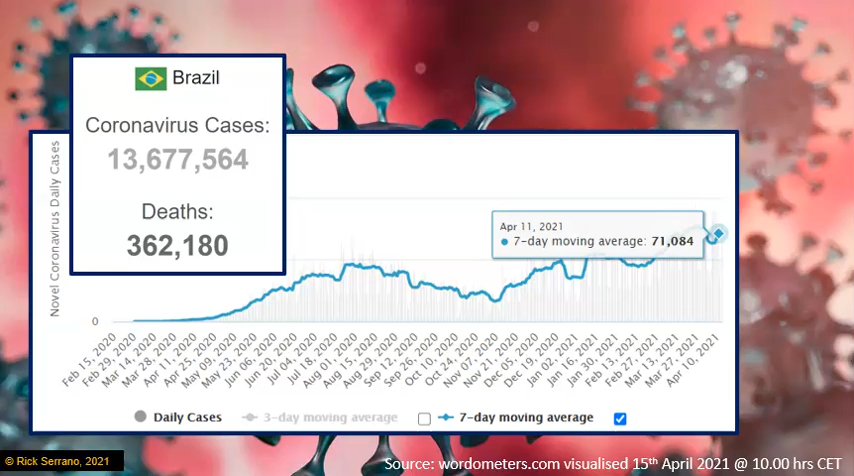 Brazil
Coronavirus Cases:
13,677,564
Deaths:
362,180
Novel Coronavirus Daily Cases
0
Apr 11, 2021
7-day moving average: 71,084
Feb 15, 2020
Feb 29, 2020
Mar 14, 2020
Mar 28, 2020
Apr 11, 2020
Apr 25, 2020
May 09, 2020
May 23, 2020
Jun 06, 2020
Jun 20, 2020
Jul 04, 2020
Jul 18, 2020
Aug 01, 2020
Aug 15, 2020
Aug 29, 2020
Sep 12, 2020
Sep 26, 2020
Oct 10, 2020
Oct 24, 2020
Nov 07, 2020
Nov 21, 2020
Dec 05, 2020
Dec 19, 2020
Jan 02, 2021
Jan 16, 2021
Jan 30, 2021
Feb 13, 2021
Feb 27, 2021
Mar 13, 2021
Mar 27, 2021
Apr 10, 2021
Daily Cases 3-day moving average 7-day moving average
© Rick Serrano, 2021
Source: wordometers.com visualised 15th April 2021 @ 10.00 hrs CET